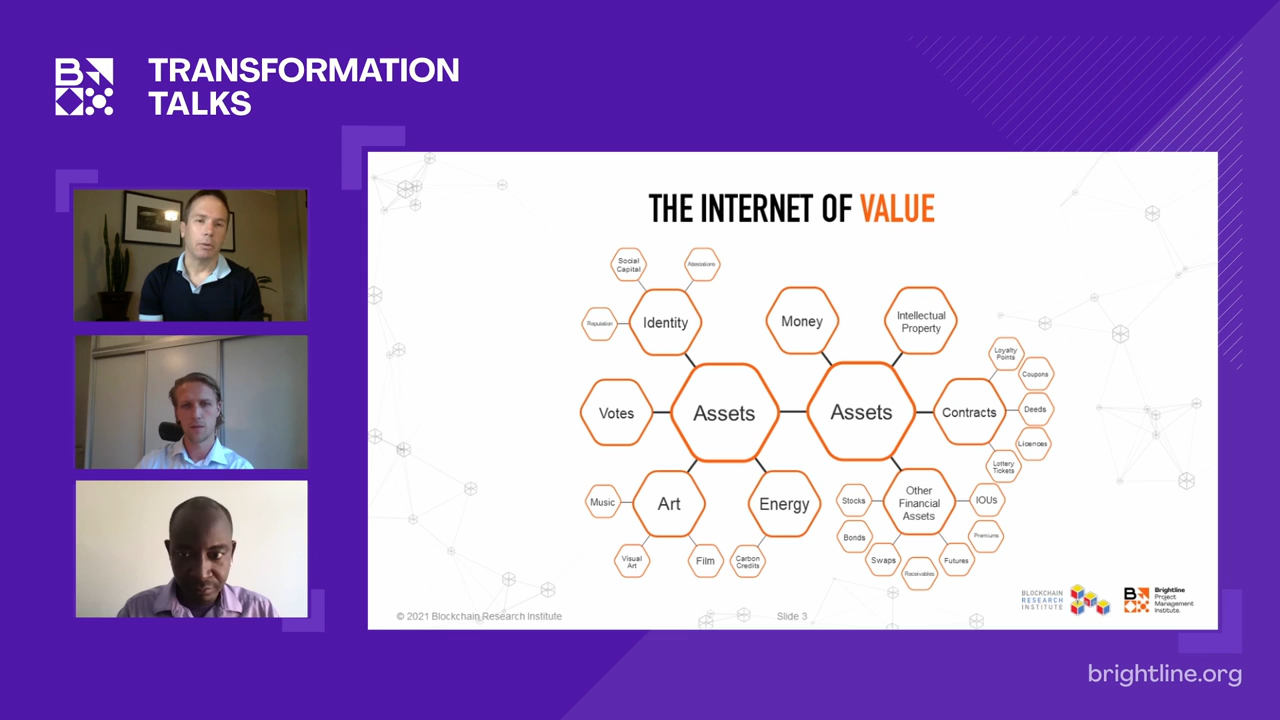 TRANSFORMATION
TALKS
THE INTERNET OF VALUE
Social
Capital
Attestations
Reputation
Identity
Money
Intellectual
Property
Loyalty
Points
Coupons
Votes
Assets
Assets
Contracts
Deeds
Licences
Lottery
Tickets
Music
Art
Energy
Stocks
Other
Financial
Assets
IOUs
Visual
Art
Film
Carbon
Credits
Bonds
Swaps
Receivables
Futures
Premiums
BLOCKCHAIN
RESEARCH
INSTITUTE
Brightline
Project
Management
Institute.
© 2021 Blockchain Research Institute
Slide 3
brightline.org